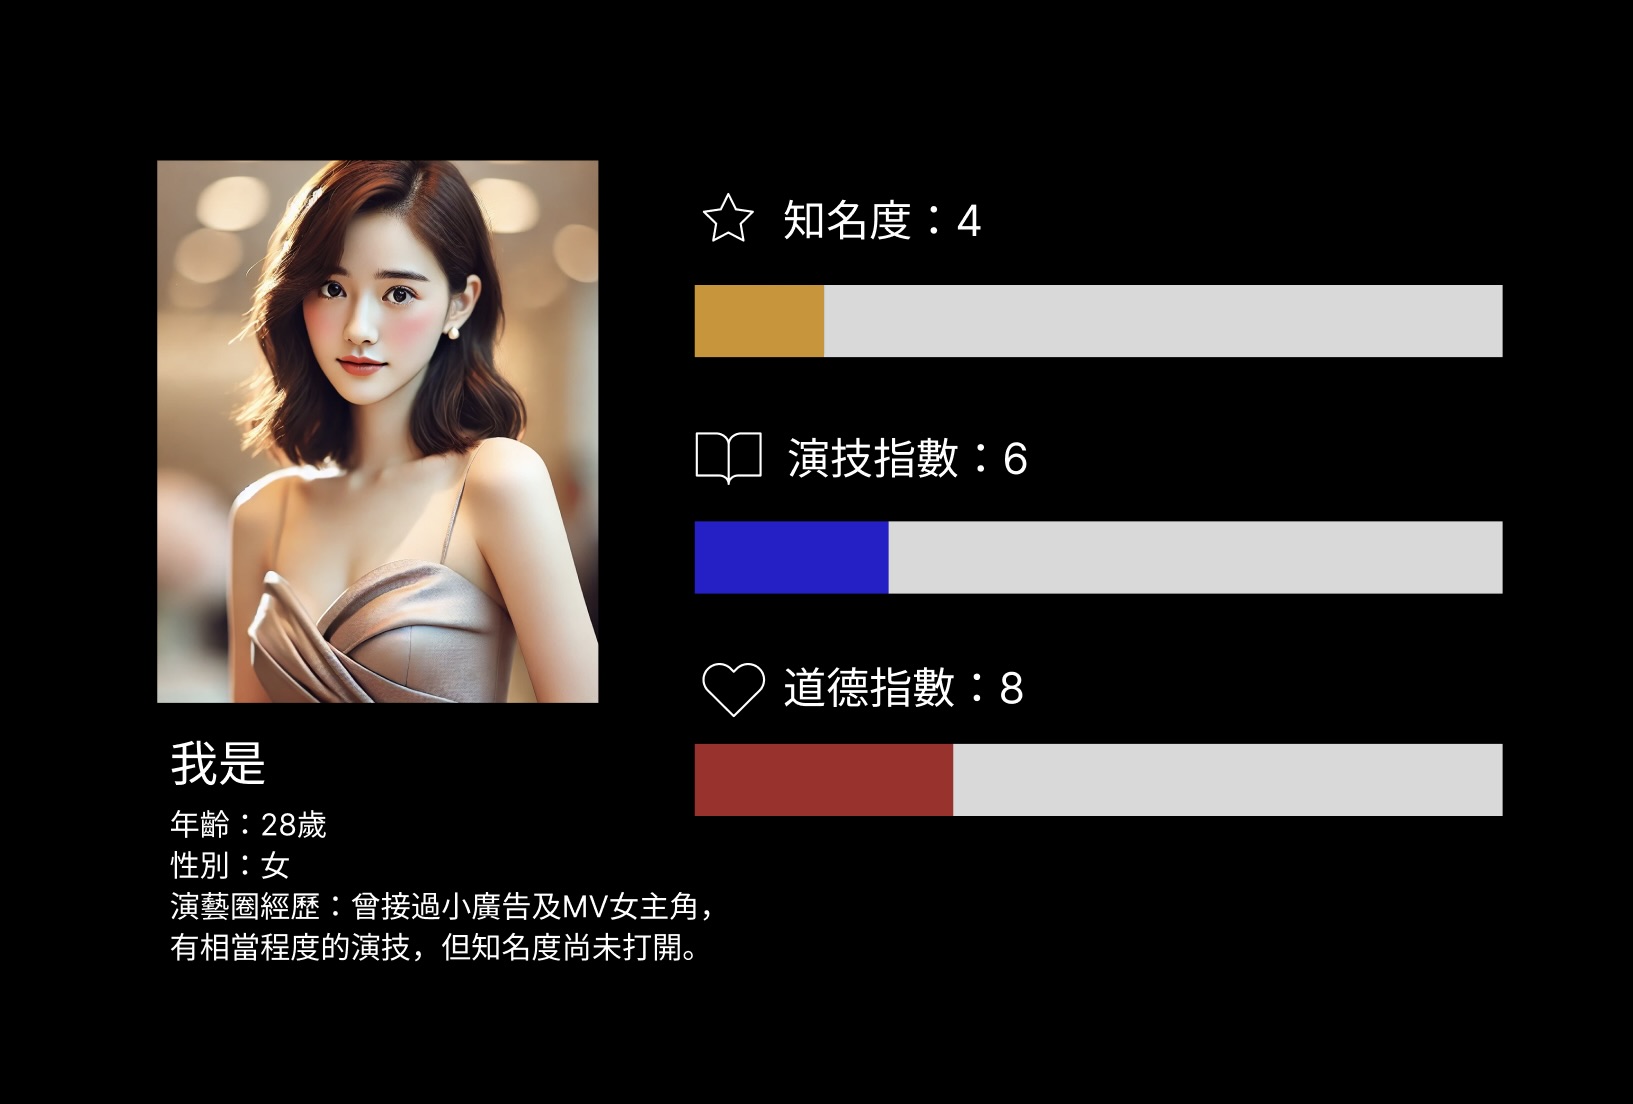 知名度：4
演技指數：6
道德指數：8
我是
年齡：28歲
性別：女
演藝圈經歷：曾接過小廣告及MV女主角，
有相當程度的演技，但知名度尚未打開。